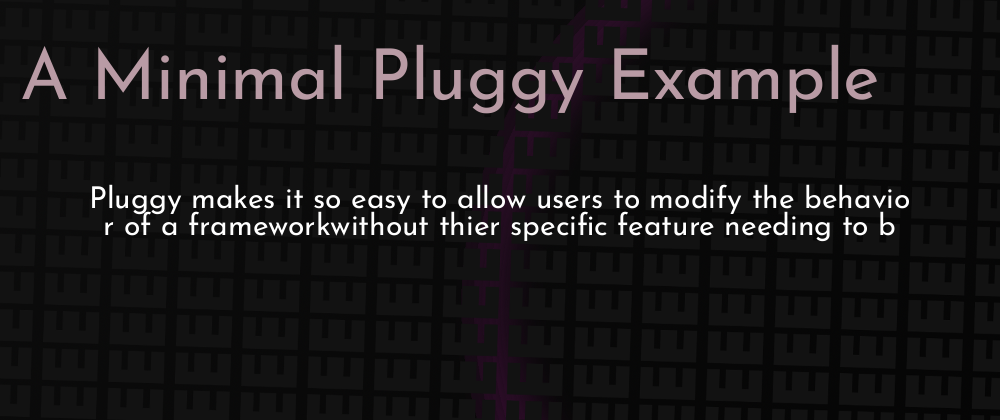 A Minimal Pluggy Example
Pluggy makes it so easy to allow users to modify the behavio
r of a frameworkwithout thier specific feature needing to b